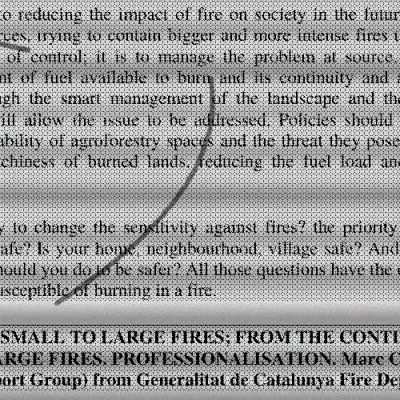 to reducing the impact of fire on society in the futur
rces, trying to contain bigger and more intense fires t
of control; it is to manage the problem at source.
nt of fuel available to burn and its continuity and a
ugh the smart management of the landscape and the
ill allow the issue to be addressed. Policies should
ability of agroforestry spaces and the threat they pose
tchiness of burned lands, reducing the fuel load and
y to change the sensitivity against fires? the priority
afe? Is your home, neighbourhood, village safe? And
hould you do to be safer? All those questions have the
usceptible of burning in a fire.
SMALL TO LARGE FIRES; FROM THE CONTI
ARGE FIRES. PROFESSIONALISATION. Marc C
port Group) from Generalitat de Catalunya Fire Dep